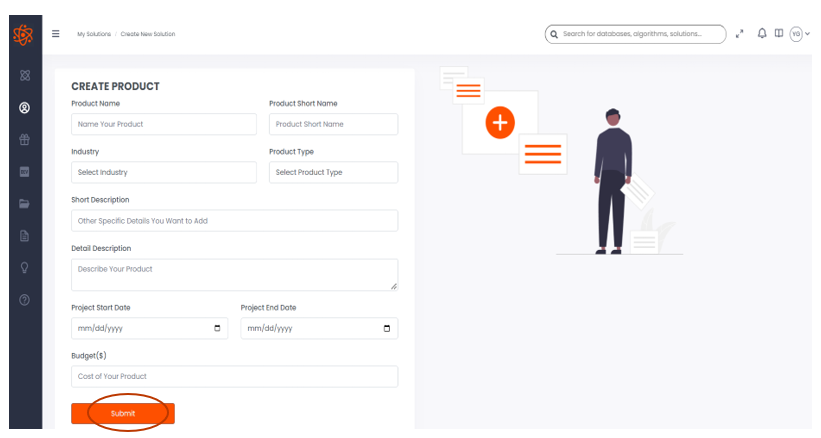 My Solutions / Create New Solution
Search for databases, algorithms, solutions...
YG
CREATE PRODUCT
Product Name
Product Short Name
Name Your Product
Product Short Name
Industry
Product Type
Select Industry
Select Product Type
Short Description
Other Specific Details You Want to Add
Detail Description
Describe Your Product
Project Start Date
Project End Date
mm/dd/yyyy
mm/dd/yyyy
Budget($)
Cost of Your Product
Submit